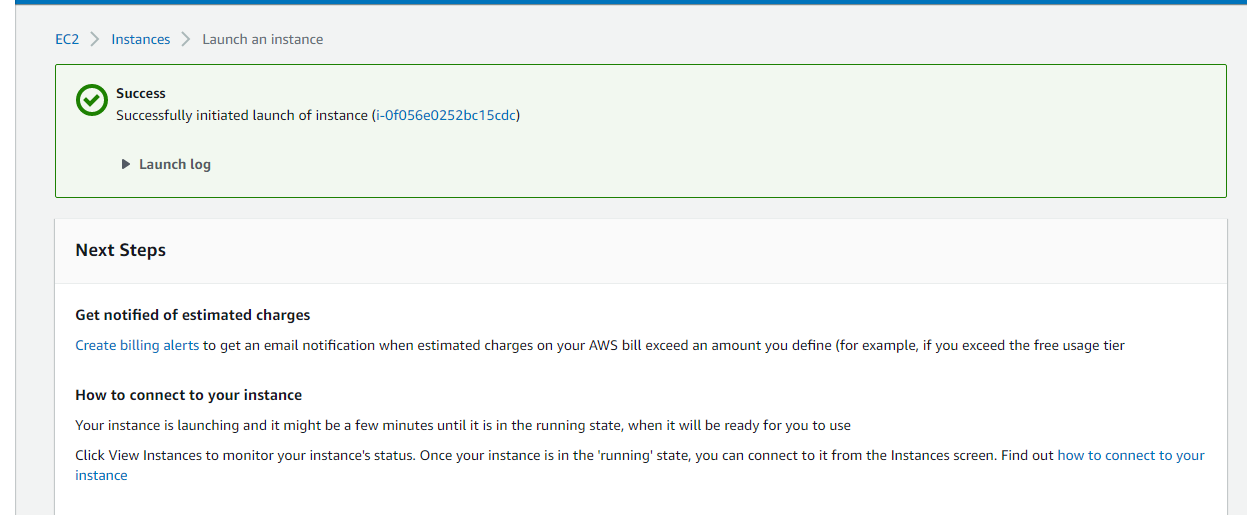 EC2 > Instances > Launch an instance
Success
Successfully initiated launch of instance (i-0f056e0252bc15cdc)
Launch log
Next Steps
Get notified of estimated charges
Create billing alerts to get an email notification when estimated charges on your AWS bill exceed an amount you define (for example, if you exceed the free usage tier
How to connect to your instance
Your instance is launching and it might be a few minutes until it is in the running state, when it will be ready for you to use
Click View Instances to monitor your instance's status. Once your instance is in the 'running' state, you can connect to it from the Instances screen. Find out how to connect to your
instance